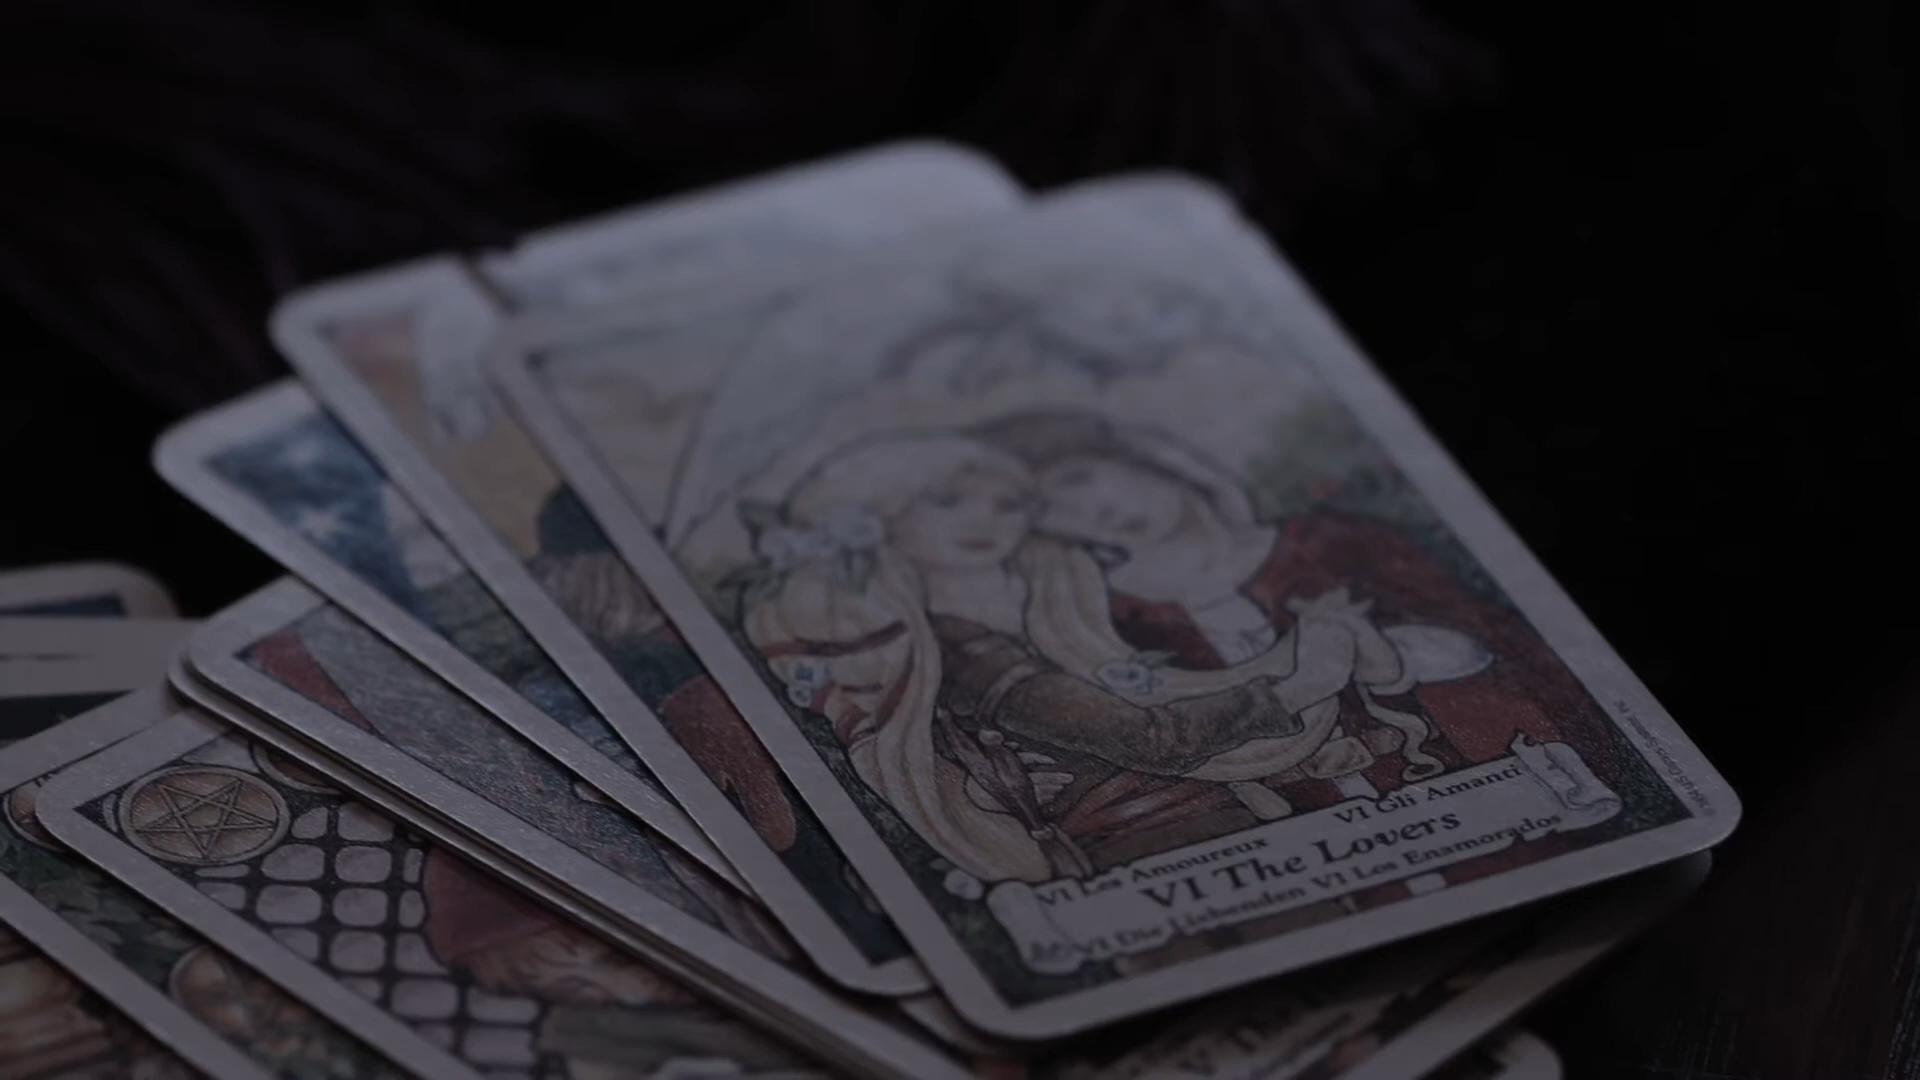 VI Les Amoureux VI Gli Amanti
VI The Lovers
VI Die Liebenden VI Los Enamorados